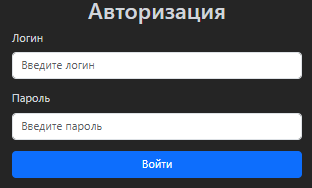 Авторизация
Логин
Введите логин
Пароль
Введите пароль
Войти